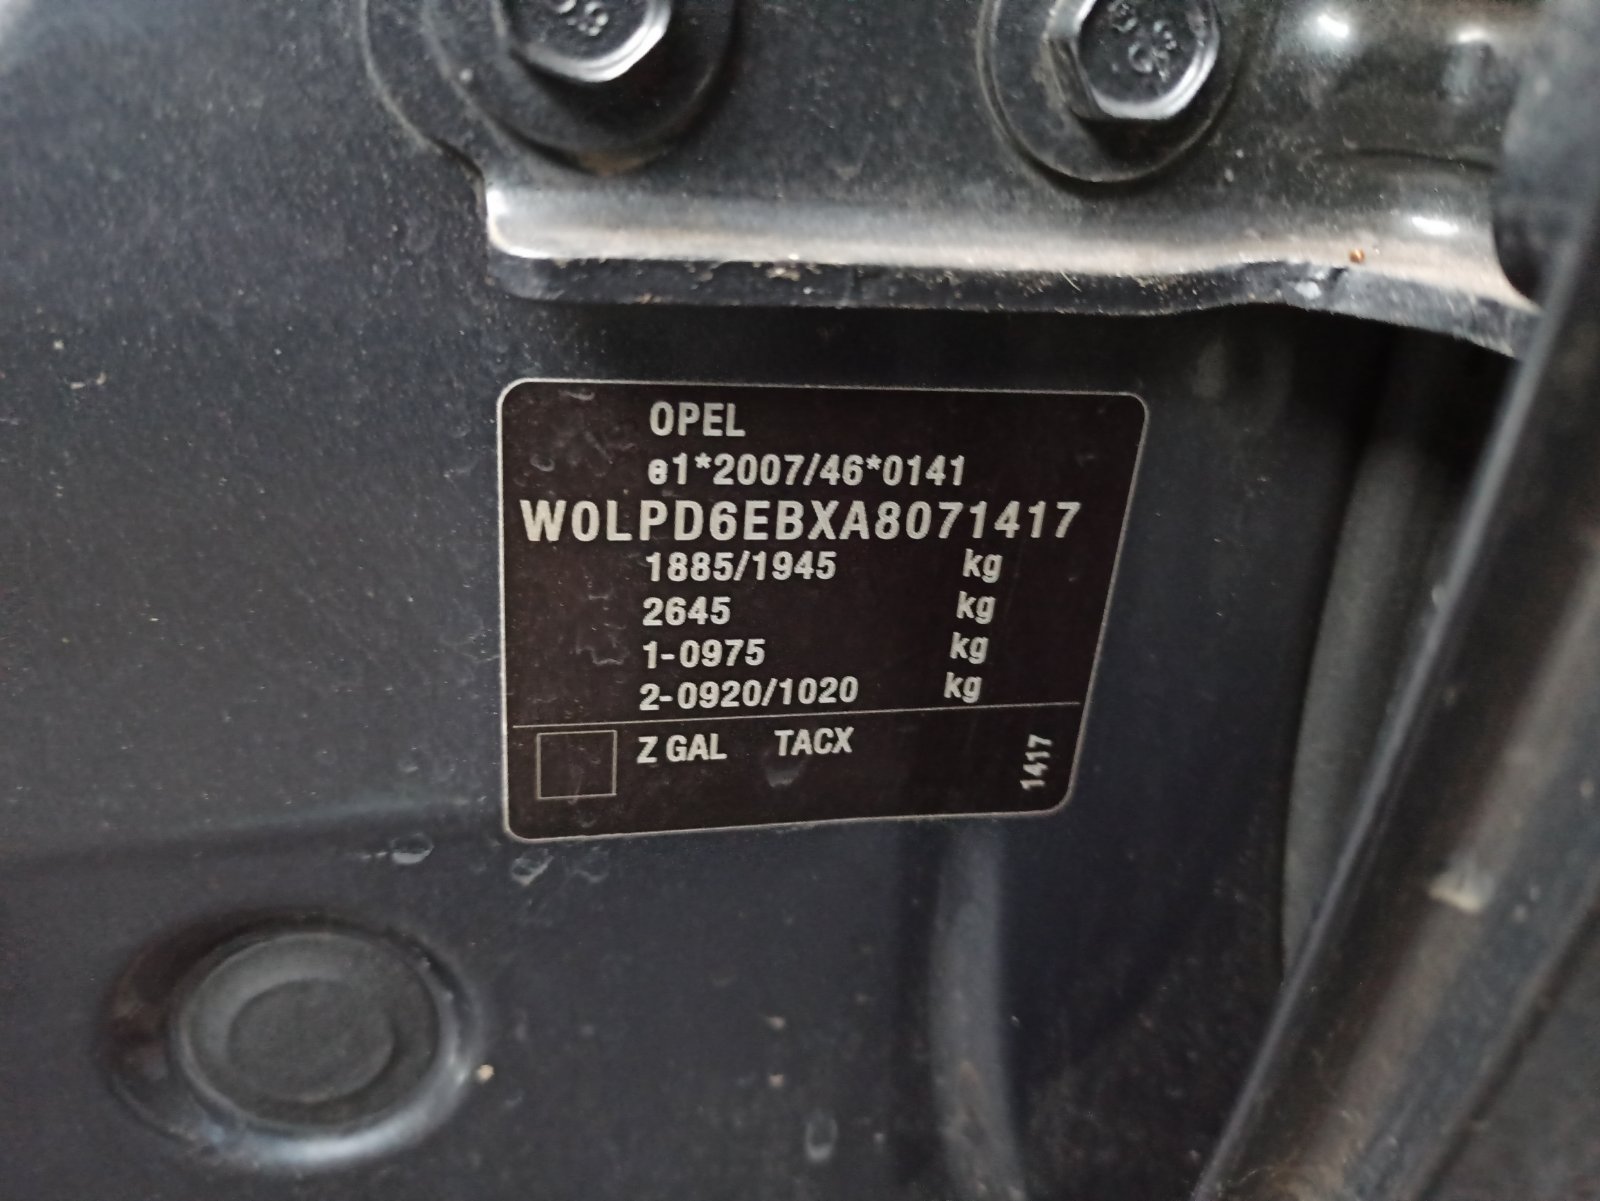 OPEL
e1*2007/46*0141
W0LPD6EBXA8071417
1885/1945 kg
2645 kg
1-0975 kg
2-0920/1020 kg
Z GAL TACX
1417